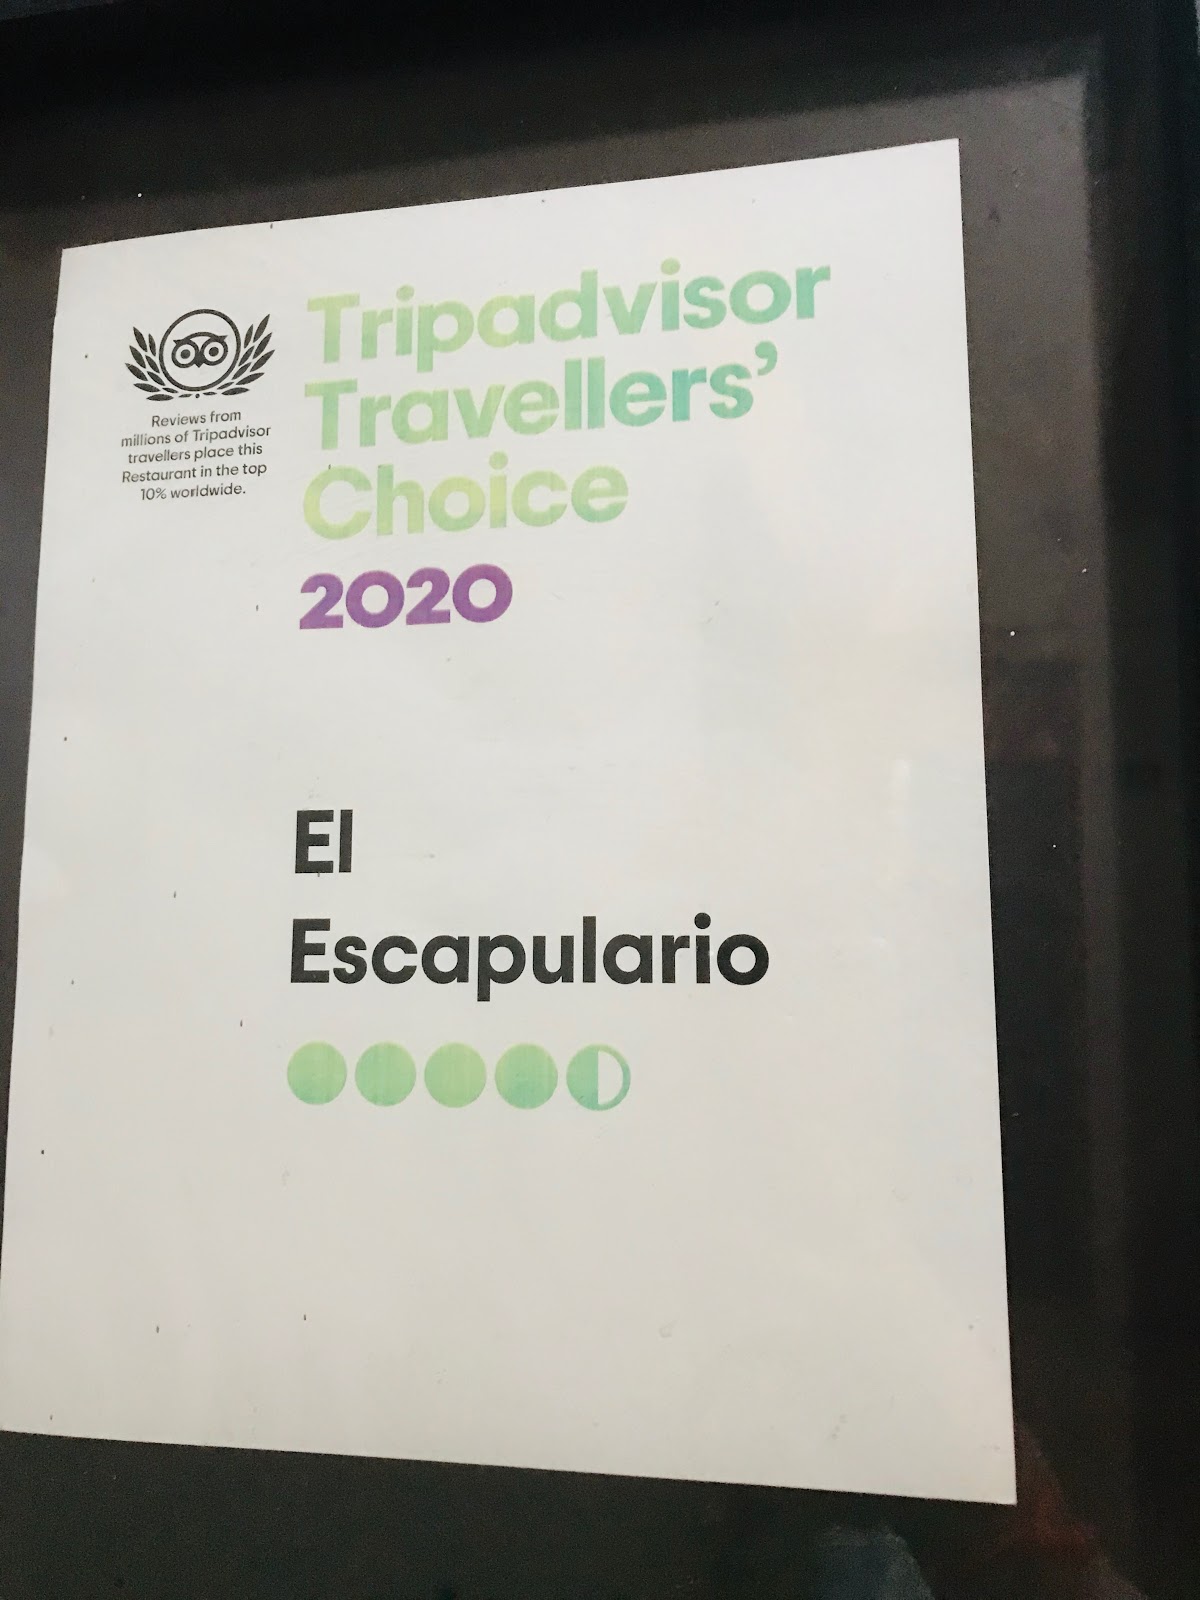 Tripadvisor
Travellers’
Choice
2020
Reviews from
millions of Tripadvisor
travellers place this
Restaurant in the top
10% worldwide.
El
Escapulario